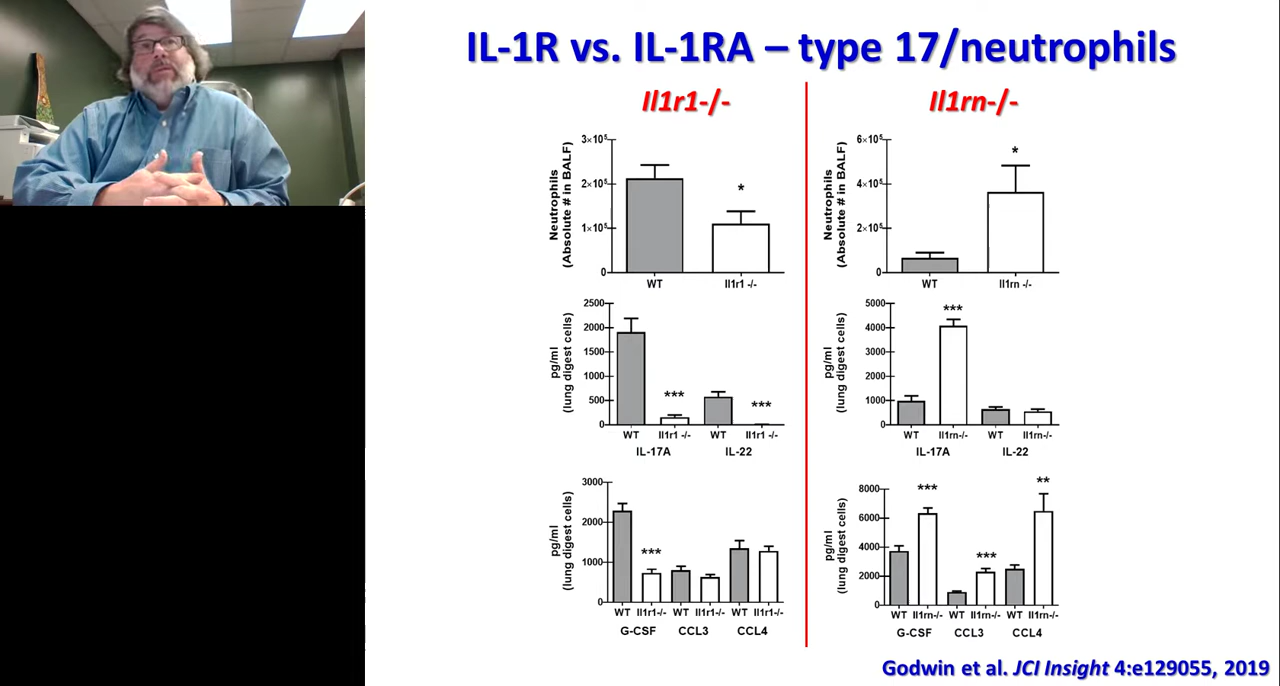 IL-1R vs. IL-1RA – type 17/neutrophils
Il1r1-/-
Neutrophils
(Absolute # in BALF)
3×10⁵
2×10⁵
1×10⁵
0
*
WT
Il1r1 -/-
pg/ml
(lung digest cells)
2500
2000
1500
1000
500
0
***
***
WT Il1r1 -/- WT Il1r1 -/-
IL-17A IL-22
pg/ml
(lung digest cells)
3000
2000
1000
0
***
WT Il1r1-/- WT Il1r1-/- WT Il1r1-/-
G-CSF CCL3 CCL4
Il1rn-/-
Neutrophils
(Absolute # in BALF)
6×10⁵
4×10⁵
2×10⁵
0
*
WT
Il1rn -/-
pg/ml
(lung digest cells)
5000
4000
3000
2000
1000
0
***
WT Il1rn-/- WT Il1rn-/-
IL-17A IL-22
pg/ml
(lung digest cells)
8000
6000
4000
2000
0
***
***
**
WT Il1rn-/- WT Il1rn-/- WT Il1rn-/-
G-CSF CCL3 CCL4
Godwin et al. JCI Insight 4:e129055, 2019